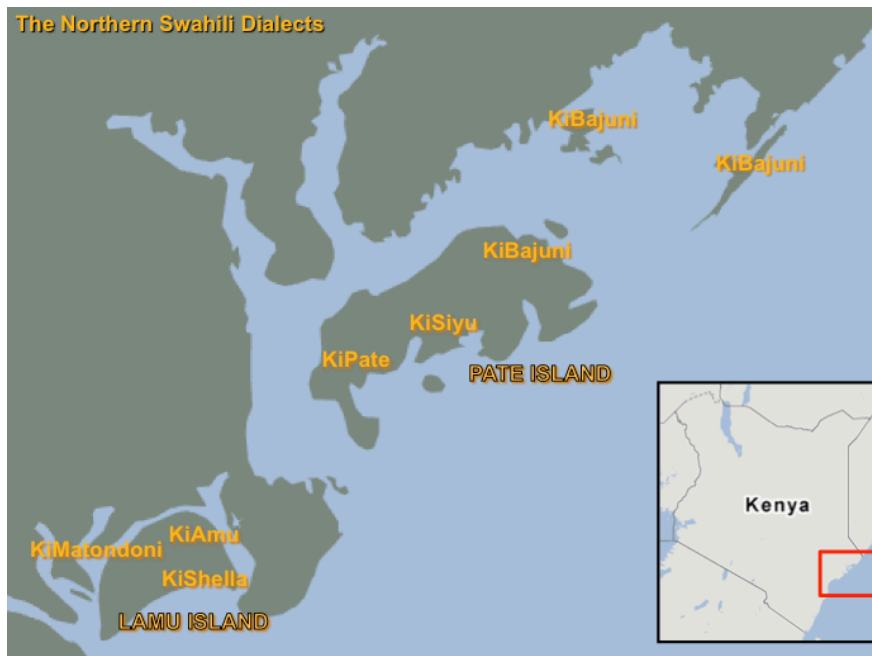 The Northern Swahili Dialects
KiBajuni
KiBajuni
KiBajuni
KiSiyu
KiPate
PATE ISLAND
Kenya
KiAmu
KiMatondoni
KiShella
LAMU ISLAND